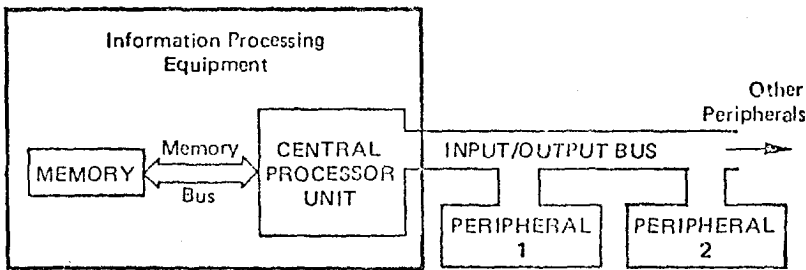 Information Processing
Equipment
Other
Peripherals
Memory
MEMORY
Bus
CENTRAL
PROCESSOR
UNIT
INPUT/OUTPUT BUS
PERIPHERAL
1
PERIPHERAL
2